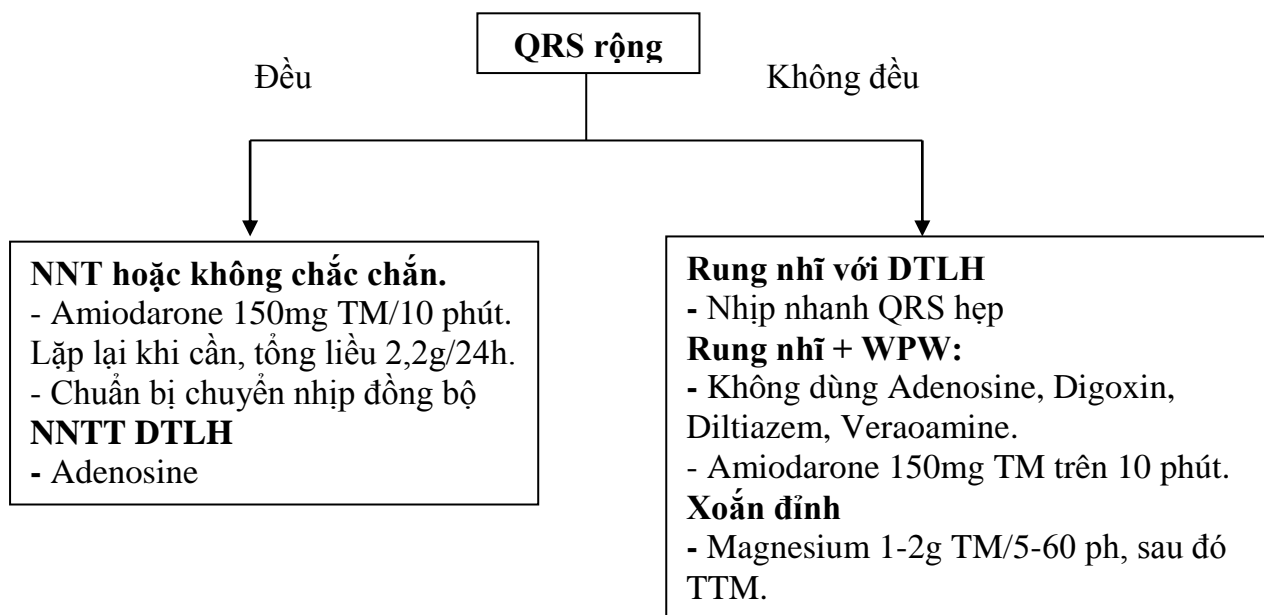 QRS rộng
Đều
Không đều
NNT hoặc không chắc chắn.
- Amiodarone 150mg TM/10 phút.
Lặp lại khi cần, tổng liều 2,2g/24h.
- Chuẩn bị chuyển nhịp đồng bộ
NNTT DTLH
- Adenosine
Rung nhĩ với DTLH
- Nhịp nhanh QRS hẹp
Rung nhĩ + WPW:
- Không dùng Adenosine, Digoxin,
Diltiazem, Veraoamine.
- Amiodarone 150mg TM trên 10 phút.
Xoắn đỉnh
- Magnesium 1-2g TM/5-60 ph, sau đó
TTM.